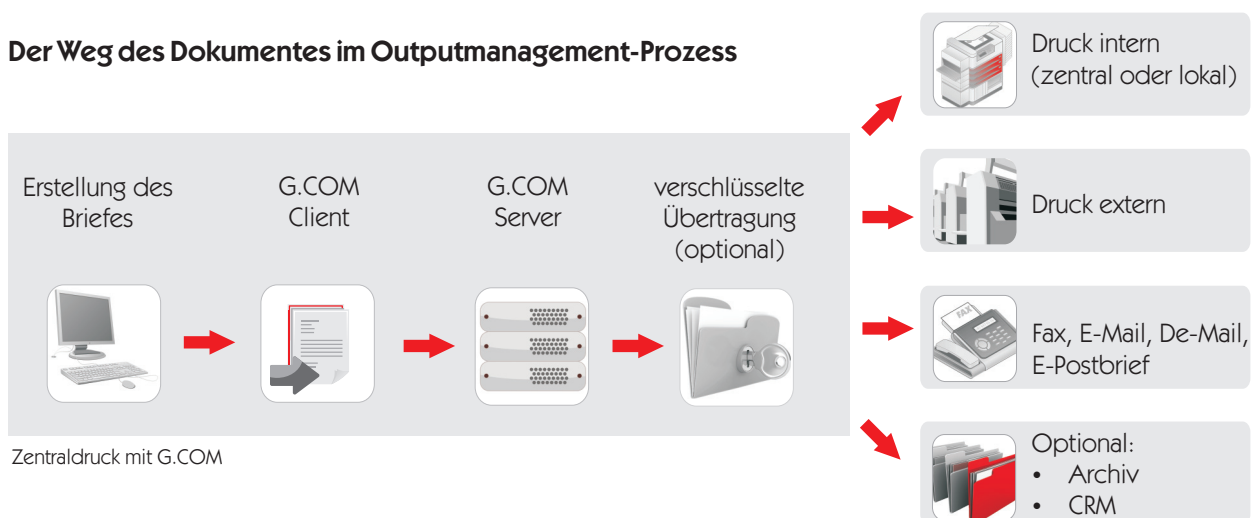 Der Weg des Dokumentes im Outputmanagement-Prozess
Erstellung des
Briefes
G.COM
Client
G.COM
Server
verschlüsselte
Übertragung
(optional)
Zentraldruck mit G.COM
Druck intern
(zentral oder lokal)
Druck extern
FAX
Fax, E-Mail, De-Mail,
E-Postbrief
Optional:
• Archiv
• CRM